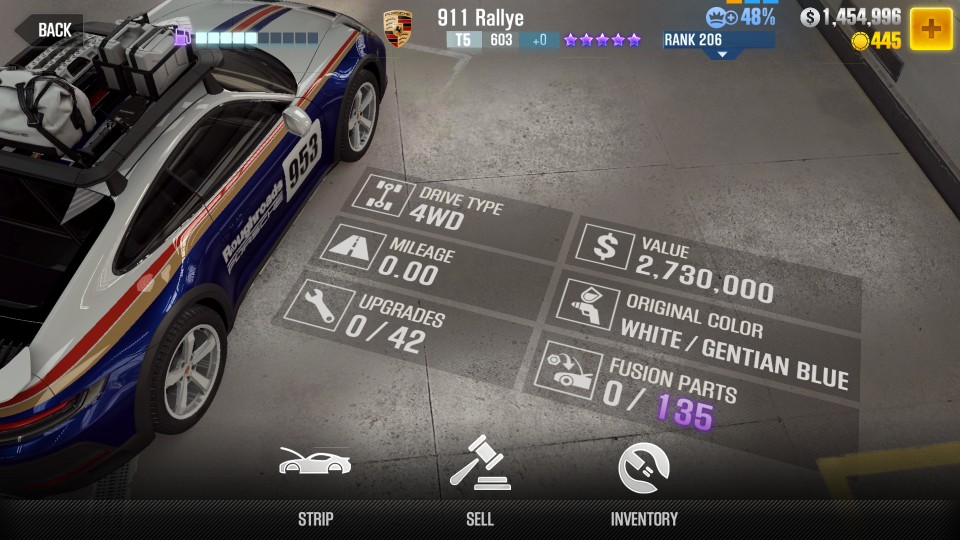 BACK
911 Rallye
T5 603 +0
48%
RANK 206
$ 1,454,996
445
953
Roughroads
PORSCHE
DRIVE TYPE
4WD
MILEAGE
0.00
UPGRADES
0 / 42
$ VALUE
2,730,000
ORIGINAL COLOR
WHITE / GENTIAN BLUE
FUSION PARTS
0 / 135
STRIP
SELL
INVENTORY